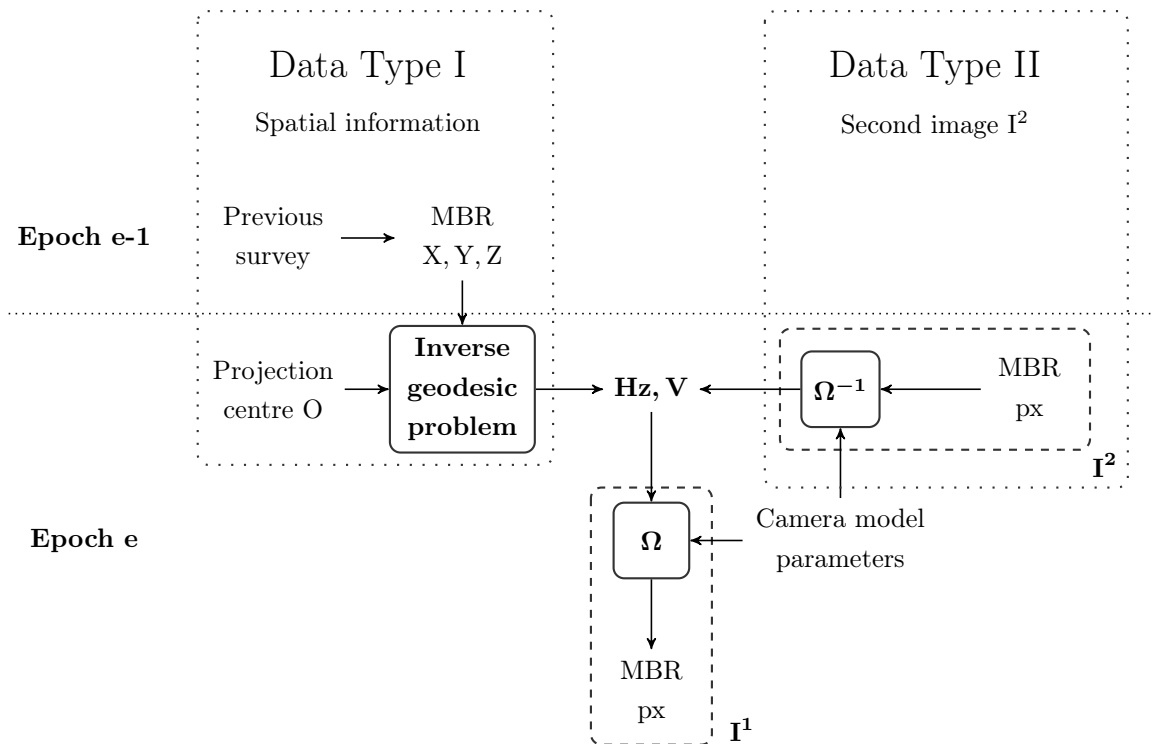 Data Type I
Spatial information
Data Type II
Second image I²
Epoch e-1
Previous
survey
MBR
X, Y, Z
Projection
centre O
Inverse
geodesic
problem
Hz, V
Ω⁻¹
MBR
px
I²
Epoch e
Ω
Camera model
parameters
MBR
px
I¹